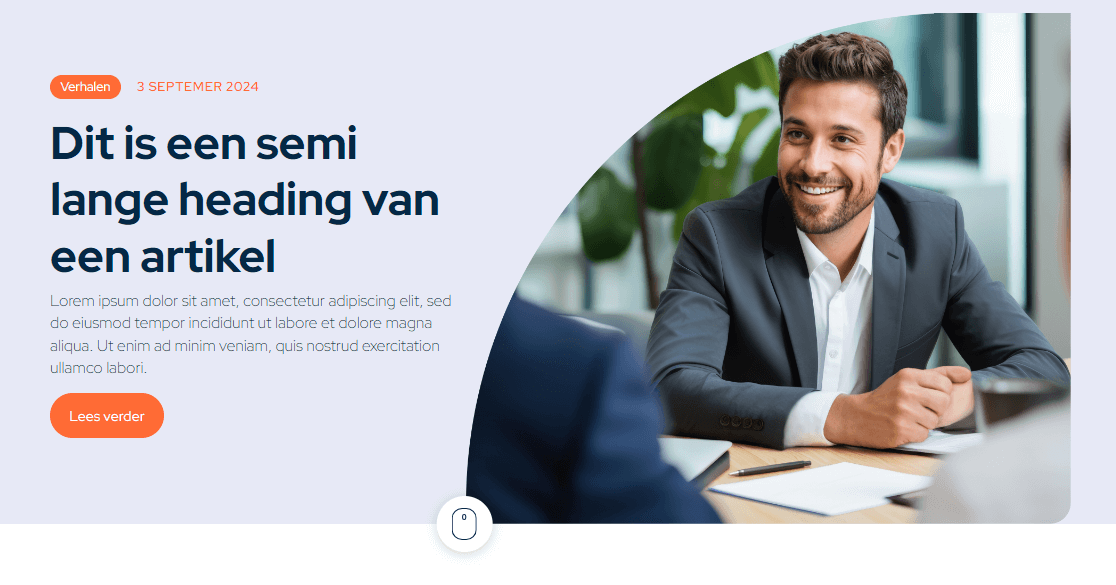 Verhalen
3 SEPTEMER 2024
Dit is een semi
lange heading van
een artikel
Lorem ipsum dolor sit amet, consectetur adipiscing elit, sed
do eiusmod tempor incididunt ut labore et dolore magna
aliqua. Ut enim ad minim veniam, quis nostrud exercitation
ullamco labori.
Lees verder